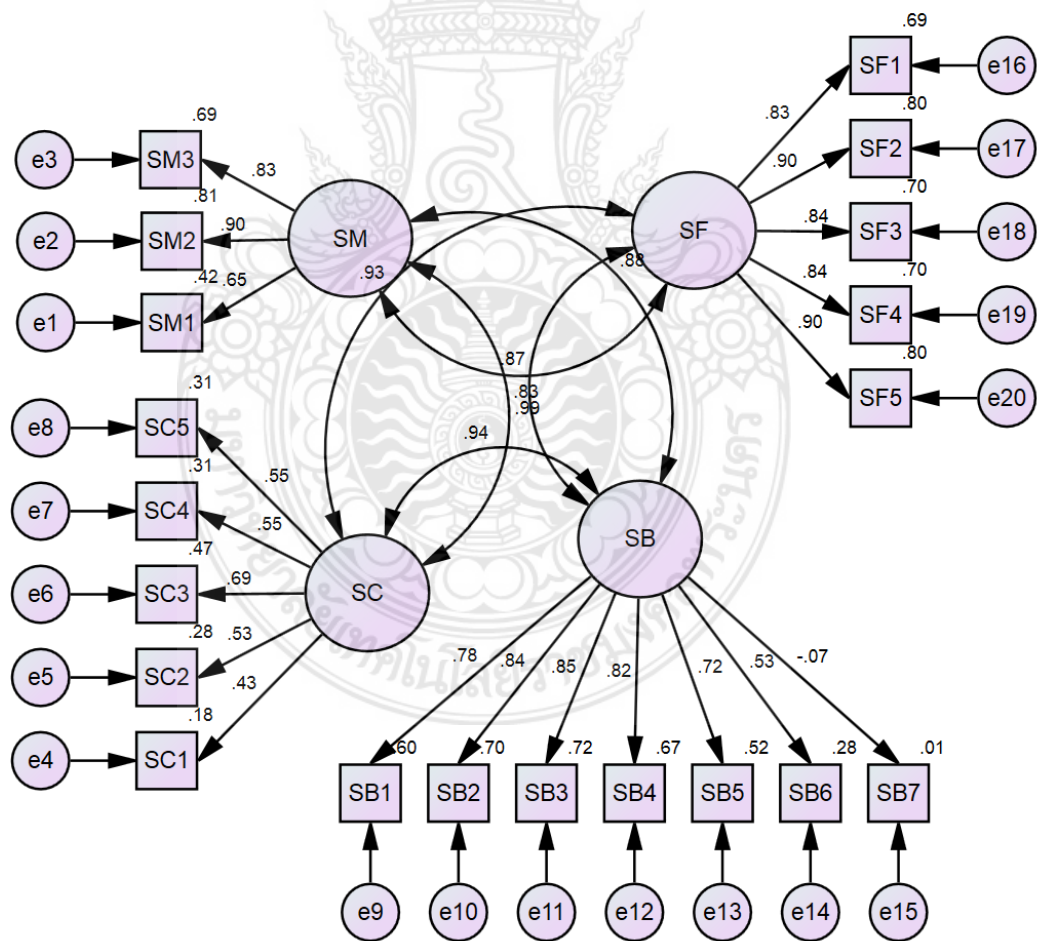 .69
SF1
e16
.83
.80
SF2
e17
.90
.70
SF3
e18
.84
.70
SF4
e19
.84
.80
SF5
e20
.90
SF
.69
e3
SM3
.83
.81
e2
SM2
.90
.42
.65
e1
SM1
SM
.93
.88
.87
.83
.99
.94
.31
e8
SC5
.55
.31
e7
SC4
.55
.47
e6
SC3
.69
.28
.53
e5
SC2
.43
.18
e4
SC1
SC
SB
.78
.84
.85
.82
.72
.53
-.07
.60
.70
.72
.67
.52
.28
.01
SB1
SB2
SB3
SB4
SB5
SB6
SB7
e9
e10
e11
e12
e13
e14
e15